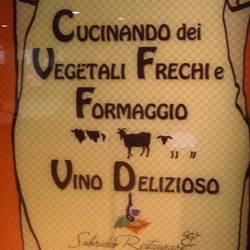 CUCINANDO dei
VEGETALI FRECHI e
FORMAGGIO
VINO DELIZIOSO